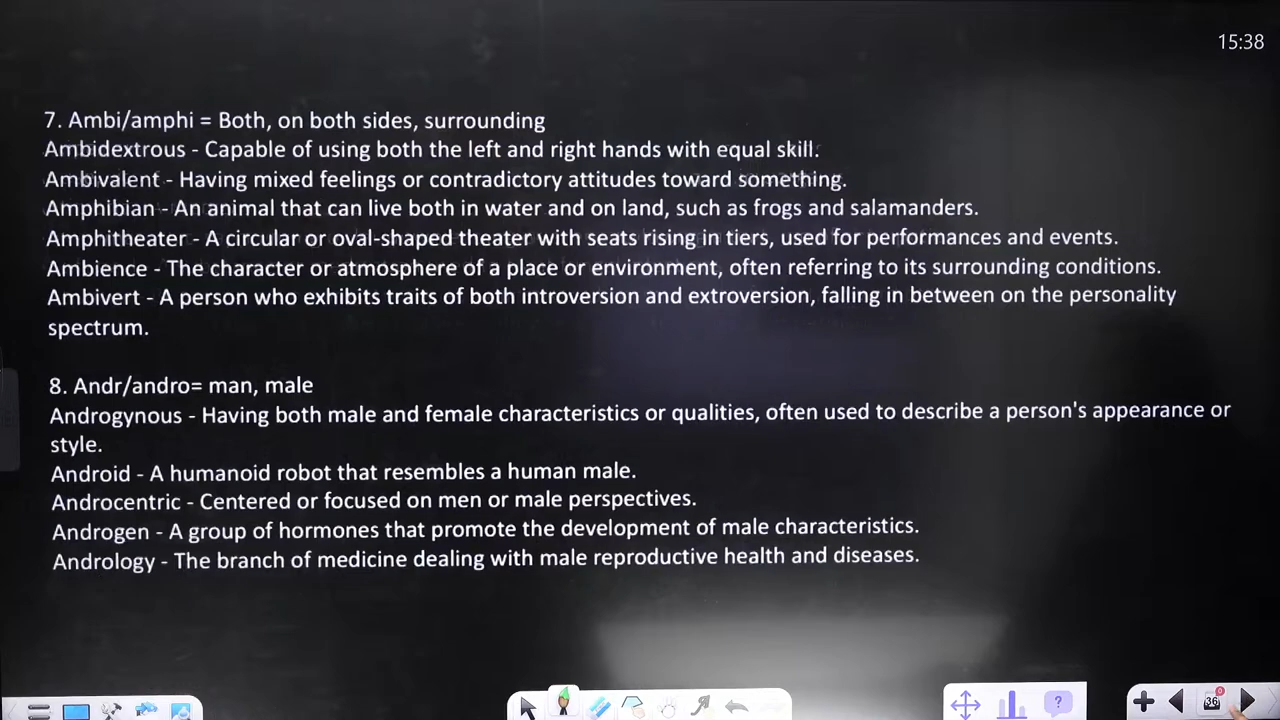 15:38
7. Ambi/amphi = Both, on both sides, surrounding
Ambidextrous - Capable of using both the left and right hands with equal skill.
Ambivalent - Having mixed feelings or contradictory attitudes toward something.
Amphibian - An animal that can live both in water and on land, such as frogs and salamanders.
Amphitheater - A circular or oval-shaped theater with seats rising in tiers, used for performances and events.
Ambience - The character or atmosphere of a place or environment, often referring to its surrounding conditions.
Ambivert - A person who exhibits traits of both introversion and extroversion, falling in between on the personality
spectrum.
8. Andr/andro= man, male
Androgynous - Having both male and female characteristics or qualities, often used to describe a person's appearance or
style.
Android - A humanoid robot that resembles a human male.
Androcentric - Centered or focused on men or male perspectives.
Androgen - A group of hormones that promote the development of male characteristics.
Andrology - The branch of medicine dealing with male reproductive health and diseases.
36
0